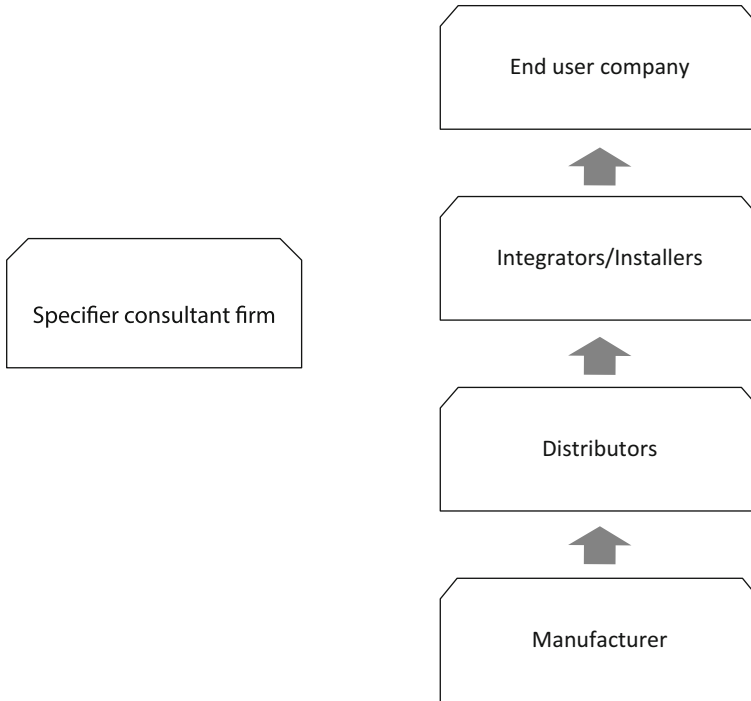 End user company
Integrators/Installers
Specifier consultant firm
Distributors
Manufacturer